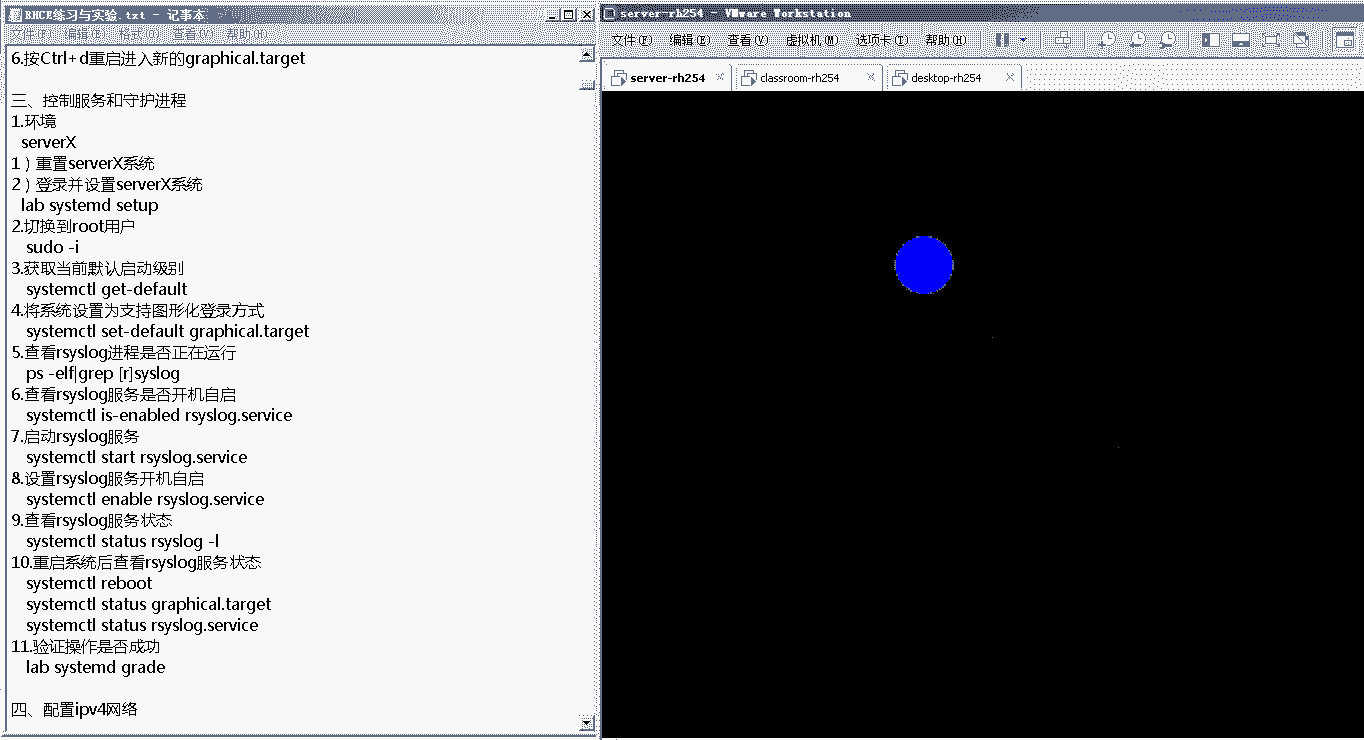 RHCE练习与实验.txt - 记事本
文件(F) 编辑(E) 格式(O) 查看(V) 帮助(H)
6.按Ctrl+d重启进入新的graphical.target
三、控制服务和守护进程
1.环境
serverX
1）重置serverX系统
2）登录并设置serverX系统
lab systemd setup
2.切换到root用户
sudo -i
3.获取当前默认启动级别
systemctl get-default
4.将系统设置为支持图形化登录方式
systemctl set-default graphical.target
5.查看rsyslog进程是否正在运行
ps -elf|grep [r]syslog
6.查看rsyslog服务是否开机自启
systemctl is-enabled rsyslog.service
7.启动rsyslog服务
systemctl start rsyslog.service
8.设置rsyslog服务开机自启
systemctl enable rsyslog.service
9.查看rsyslog服务状态
systemctl status rsyslog -l
10.重启系统后查看rsyslog服务状态
systemctl reboot
systemctl status graphical.target
systemctl status rsyslog.service
11.验证操作是否成功
lab systemd grade
四、配置ipv4网络
server-rh254 - VMware Workstation
文件(F) 编辑(E) 查看(V) 虚拟机(M) 选项卡(T) 帮助(H)
server-rh254 classroom-rh254 desktop-rh254